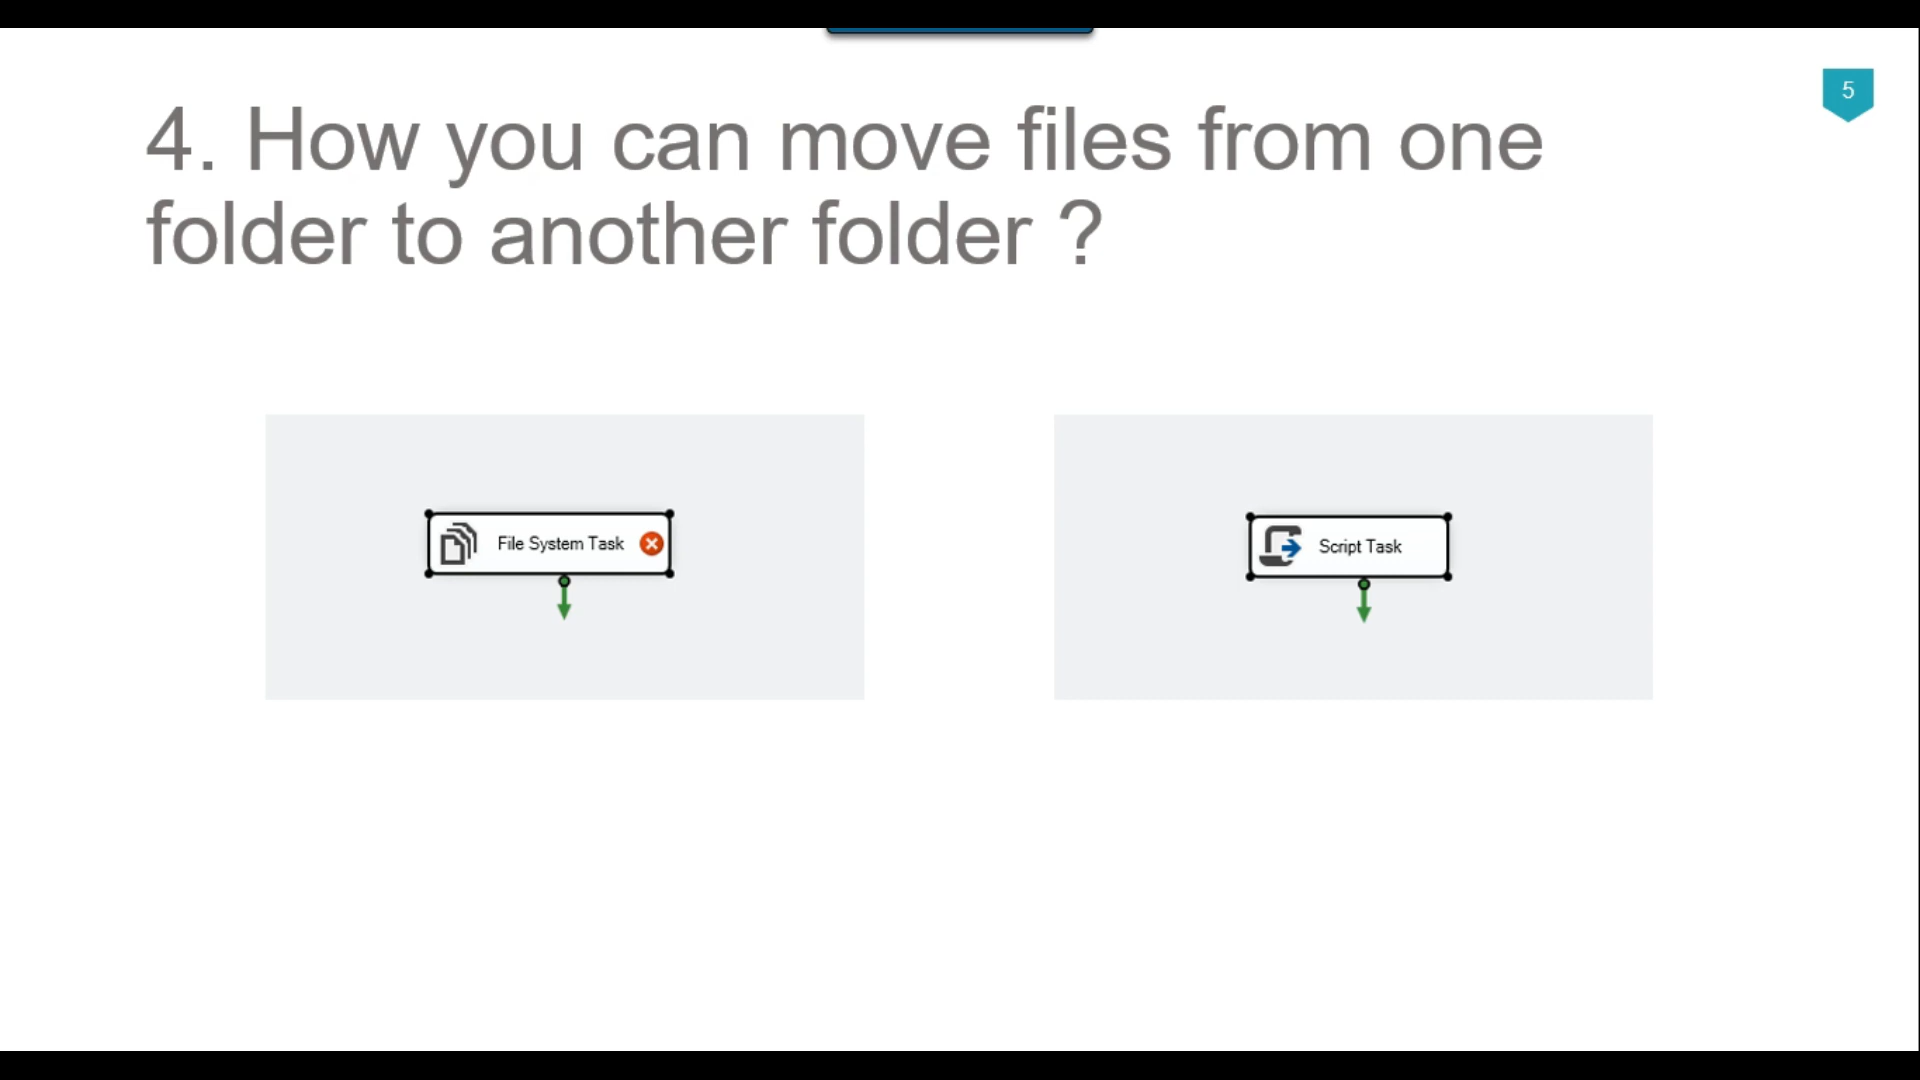 5
4. How you can move files from one
folder to another folder ?
File System Task
Script Task